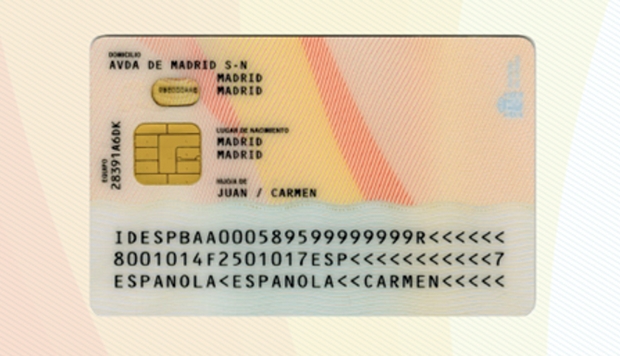 DOMICILIO
AVDA DE MADRID S-N
MADRID
MADRID
LUGAR DE NACIMIENTO
MADRID
MADRID
EQUIPO
28391A6DK
HIJO/A DE
JUAN / CARMEN
IDESPBAA000589599999999R<<<<<<
8001014F2501017ESP<<<<<<<<<<<7
ESPANOLA<ESPANOLA<<CARMEN<<<<<